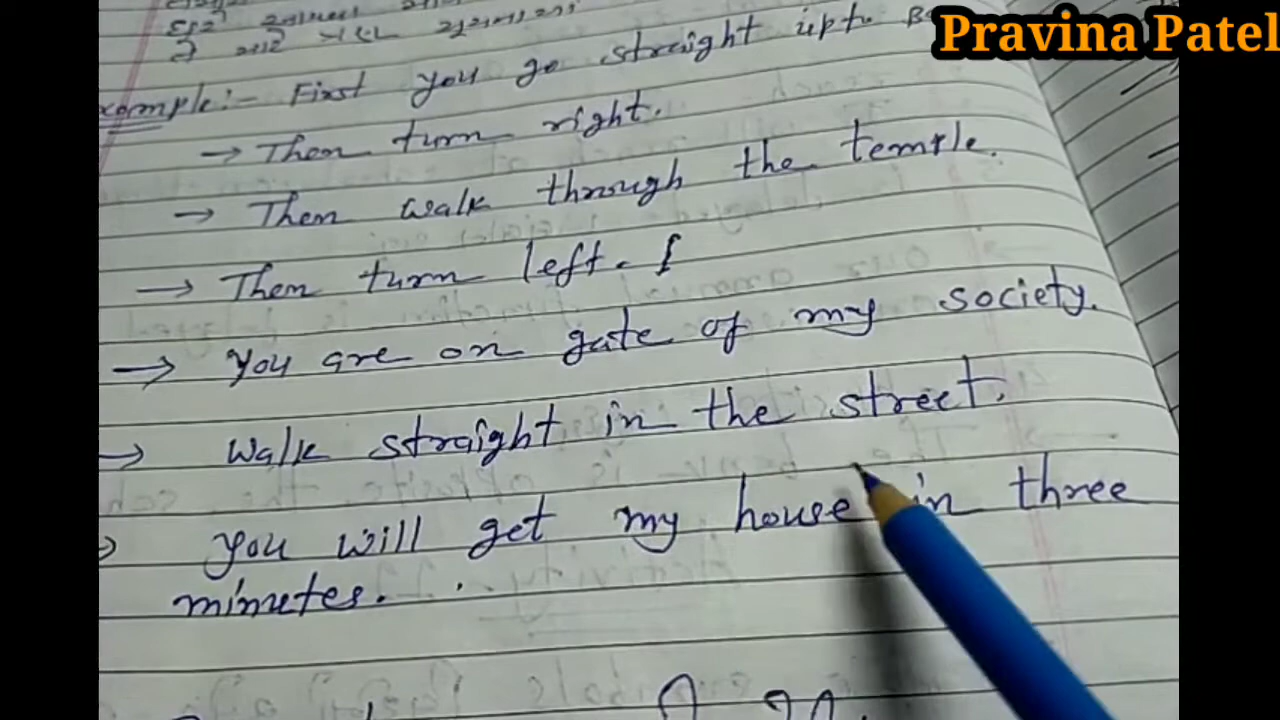 Pravina Patel
Example:- First you go straight upto
→ Then turn right.
→ Then walk through the temple.
→ Then turn left.
→ You are on gate of my society.
→ Walk straight in the street.
→ You will get my house in three
minutes.